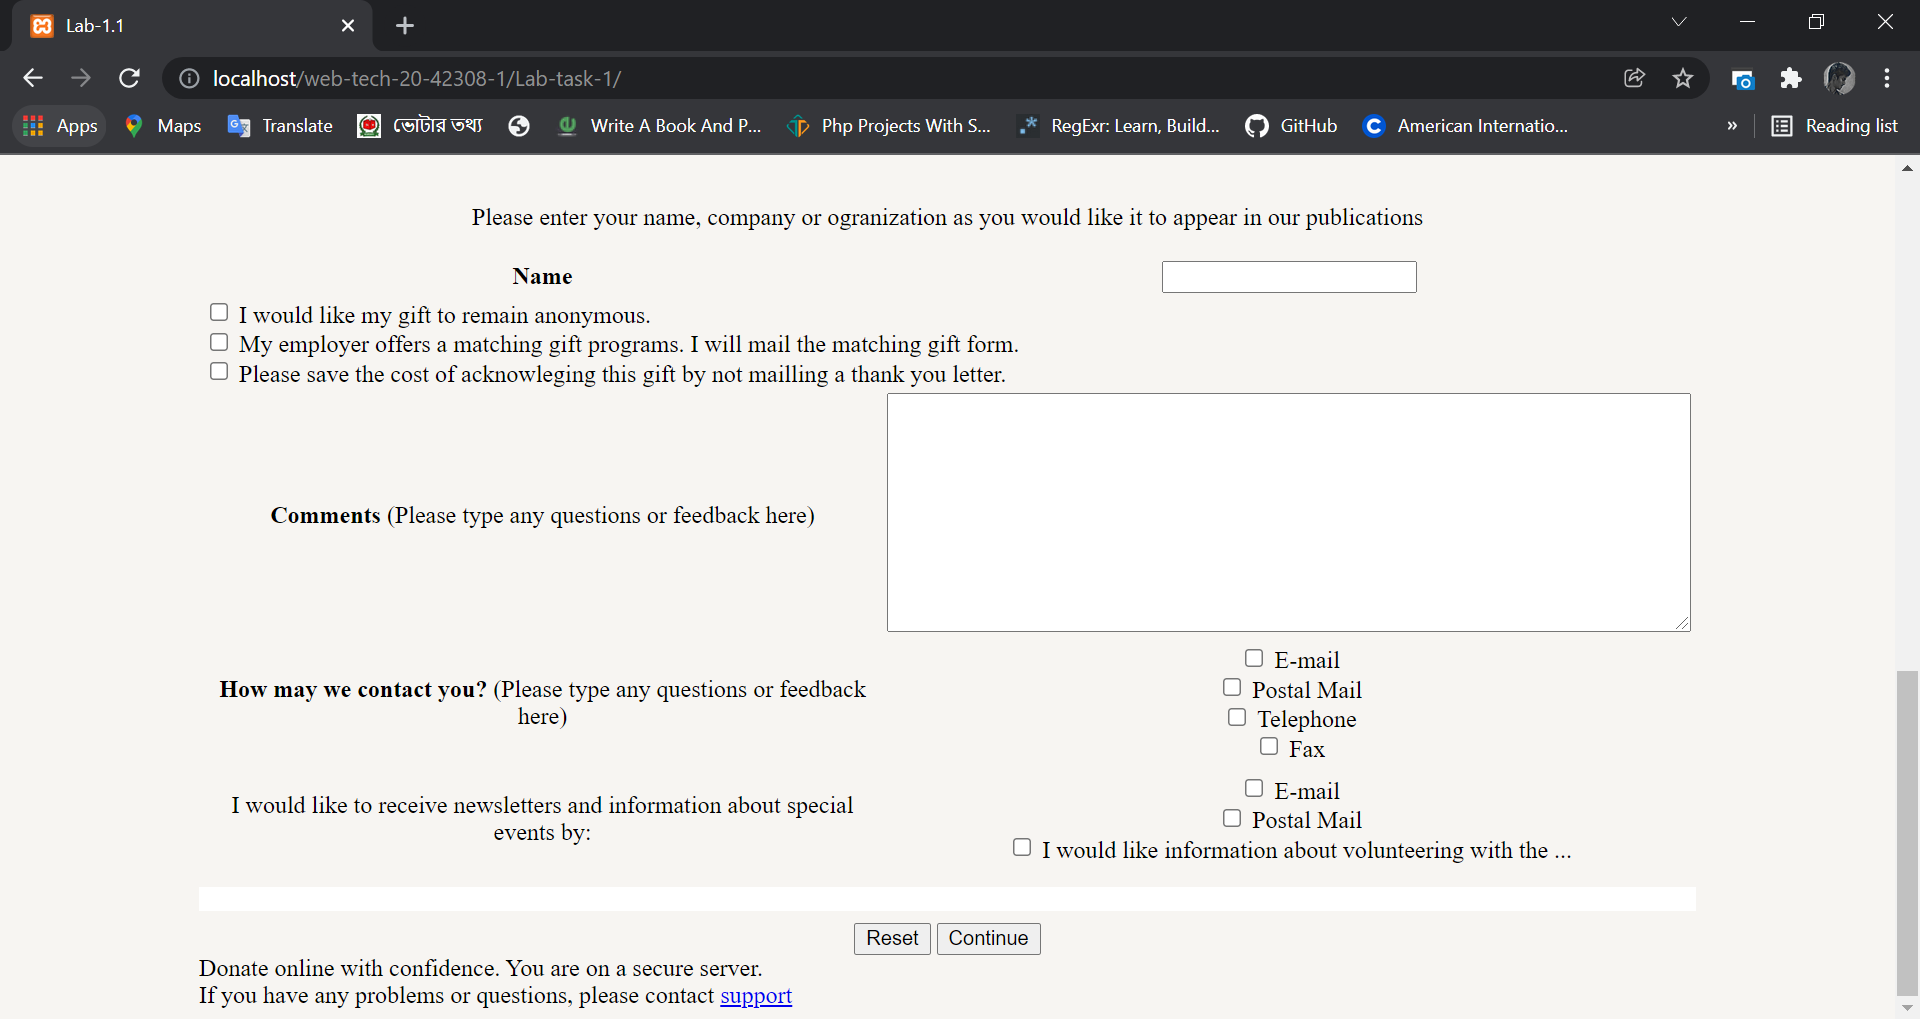 Lab-1.1
localhost/web-tech-20-42308-1/Lab-task-1/
Apps Maps Translate ভোটার তথ্য Write A Book And P... Php Projects With S... RegExr: Learn, Build... GitHub American Internatio... » Reading list
Please enter your name, company or ogranization as you would like it to appear in our publications
Name
I would like my gift to remain anonymous.
My employer offers a matching gift programs. I will mail the matching gift form.
Please save the cost of acknowleging this gift by not mailling a thank you letter.
Comments (Please type any questions or feedback here)
How may we contact you? (Please type any questions or feedback
here)
E-mail
Postal Mail
Telephone
Fax
I would like to receive newsletters and information about special
events by:
E-mail
Postal Mail
I would like information about volunteering with the ...
Reset Continue
Donate online with confidence. You are on a secure server.
If you have any problems or questions, please contact support